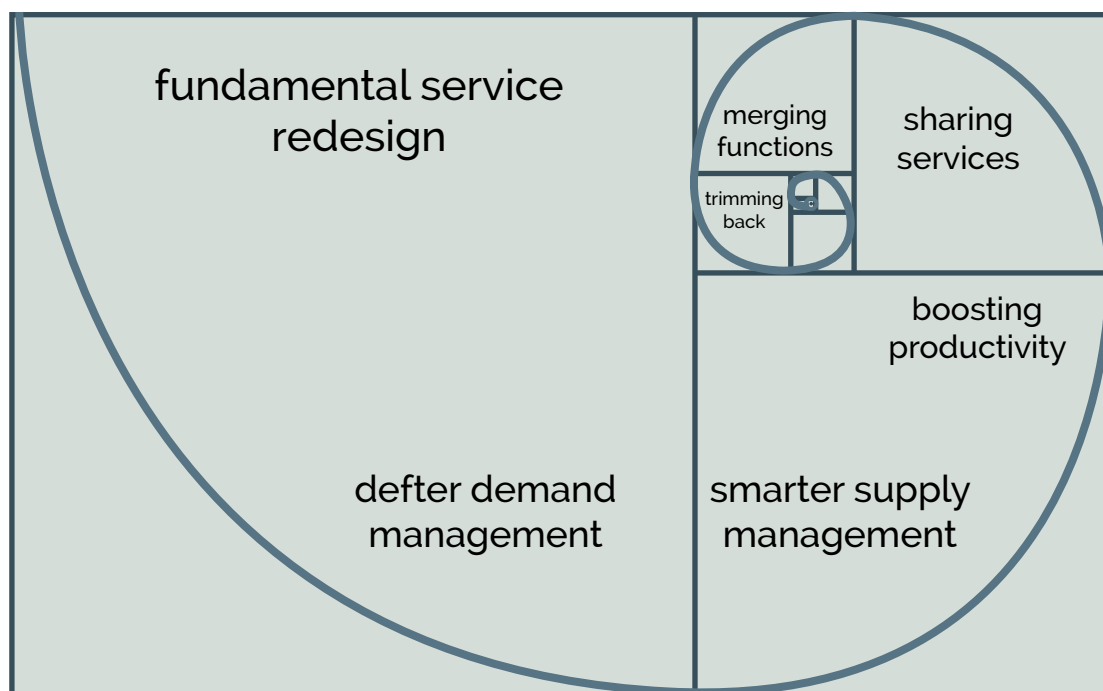 fundamental service
redesign
merging
functions
sharing
services
trimming
back
boosting
productivity
defter demand
management
smarter supply
management